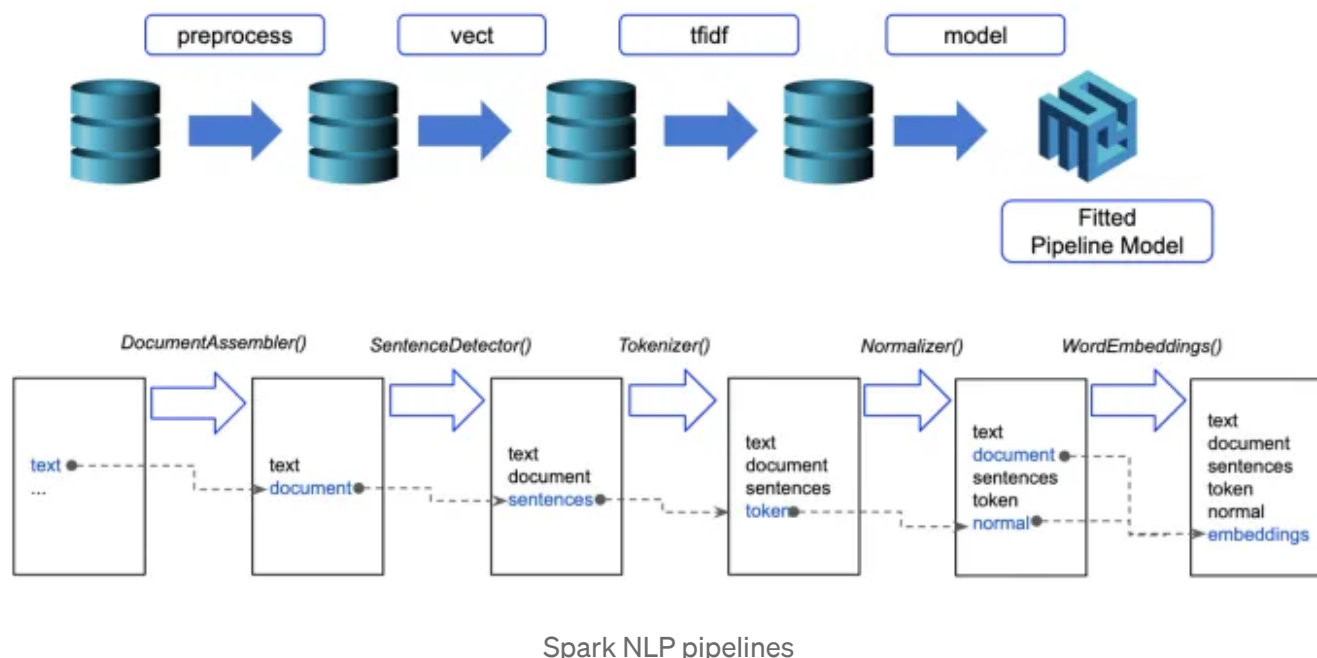 preprocess
vect
tfidf
model
Fitted
Pipeline Model
DocumentAssembler()
SentenceDetector()
Tokenizer()
Normalizer()
WordEmbeddings()
text
...
text
document
text
document
sentences
text
document
sentences
token
text
document
sentences
token
normal
text
document
sentences
token
normal
embeddings
Spark NLP pipelines